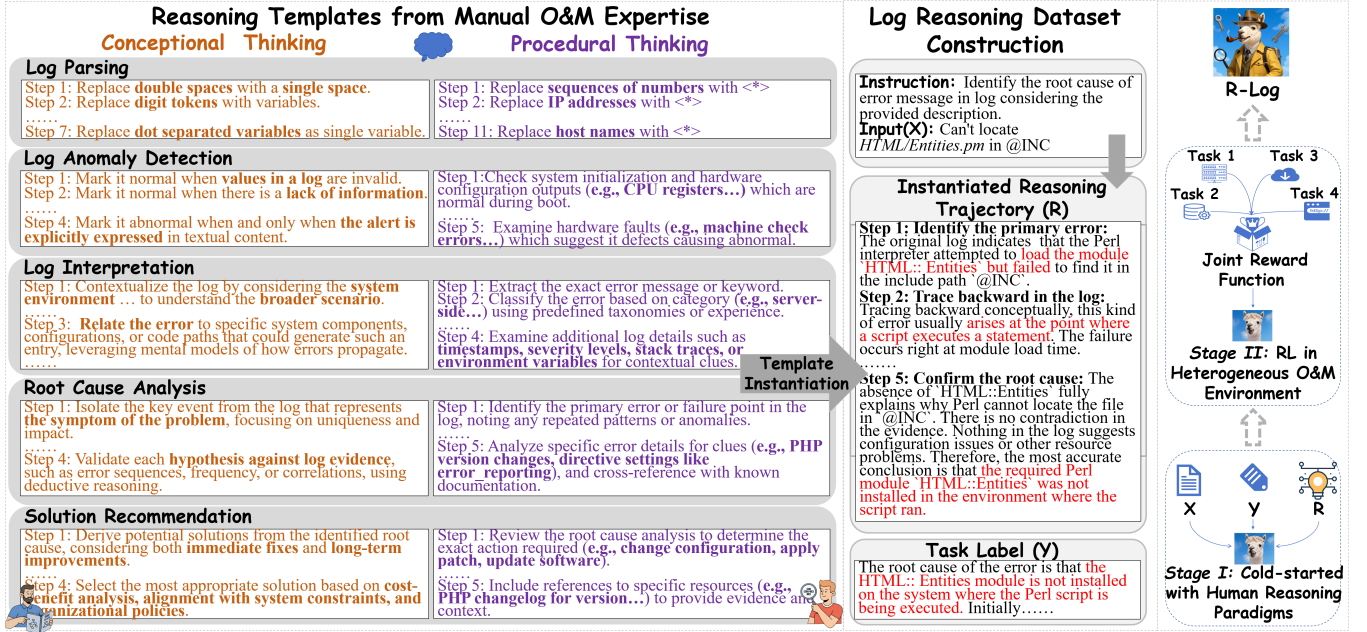 Reasoning Templates from Manual O&M Expertise
Conceptional Thinking
Procedural Thinking
Log Parsing
Step 1: Replace double spaces with a single space.
Step 2: Replace digit tokens with variables.
......
Step 7: Replace dot separated variables as single variable.
Step 1: Replace sequences of numbers with <*>
Step 2: Replace IP addresses with <*>
......
Step 11: Replace host names with <*>
Log Anomaly Detection
Step 1: Mark it normal when values in a log are invalid.
Step 2: Mark it normal when there is a lack of information.
......
Step 4: Mark it abnormal when and only when the alert is
explicitly expressed in textual content.
Step 1:Check system initialization and hardware
configuration outputs (e.g., CPU registers…) which are
normal during boot.
......
Step 5: Examine hardware faults (e.g., machine check
errors…) which suggest it defects causing abnormal.
Log Interpretation
Step 1: Contextualize the log by considering the system
environment … to understand the broader scenario.
......
Step 3: Relate the error to specific system components,
configurations, or code paths that could generate such an
entry, leveraging mental models of how errors propagate.
Step 1: Extract the exact error message or keyword.
Step 2: Classify the error based on category (e.g., server-
side…) using predefined taxonomies or experience.
......
Step 4: Examine additional log details such as
timestamps, severity levels, stack traces, or
environment variables for contextual clues.
Root Cause Analysis
Step 1: Isolate the key event from the log that represents
the symptom of the problem, focusing on uniqueness and
impact.
......
Step 4: Validate each hypothesis against log evidence,
such as error sequences, frequency, or correlations, using
deductive reasoning.
Step 1: Identify the primary error or failure point in the
log, noting any repeated patterns or anomalies.
......
Step 5: Analyze specific error details for clues (e.g., PHP
version changes, directive settings like
error_reporting), and cross-reference with known
documentation.
Solution Recommendation
Step 1: Derive potential solutions from the identified root
cause, considering both immediate fixes and long-term
improvements.
......
Step 4: Select the most appropriate solution based on cost-
benefit analysis, alignment with system constraints, and
organizational policies.
Step 1: Review the root cause analysis to determine the
exact action required (e.g., change configuration, apply
patch, update software).
......
Step 5: Include references to specific resources (e.g.,
PHP changelog for version…) to provide evidence and
context.
Template
Instantiation
Log Reasoning Dataset
Construction
Instruction: Identify the root cause of
error message in log considering the
provided description.
Input(X): Can't locate
HTML/Entities.pm in @INC
Instantiated Reasoning
Trajectory (R)
Step 1: Identify the primary error:
The original log indicates that the Perl
interpreter attempted to load the module
`HTML:: Entities` but failed to find it in
the include path `@INC`.
Step 2: Trace backward in the log:
Tracing backward conceptually, this kind
of error usually arises at the point where
a script executes a statement. The failure
occurs right at module load time.
......
Step 5: Confirm the root cause: The
absence of `HTML::Entities` fully
explains why Perl cannot locate the file
in `@INC`. There is no contradiction in
the evidence. Nothing in the log suggests
configuration issues or other resource
problems. Therefore, the most accurate
conclusion is that the required Perl
module `HTML::Entities` was not
installed in the environment where the
script ran.
Task Label (Y)
The root cause of the error is that the
HTML:: Entities module is not installed
on the system where the Perl script is
being executed. Initially……
R-Log
Task 1
Task 3
Task 2
Task 4
Joint Reward
Function
Stage II: RL in
Heterogeneous O&M
Environment
X
Y
R
Stage I: Cold-started
with Human Reasoning
Paradigms